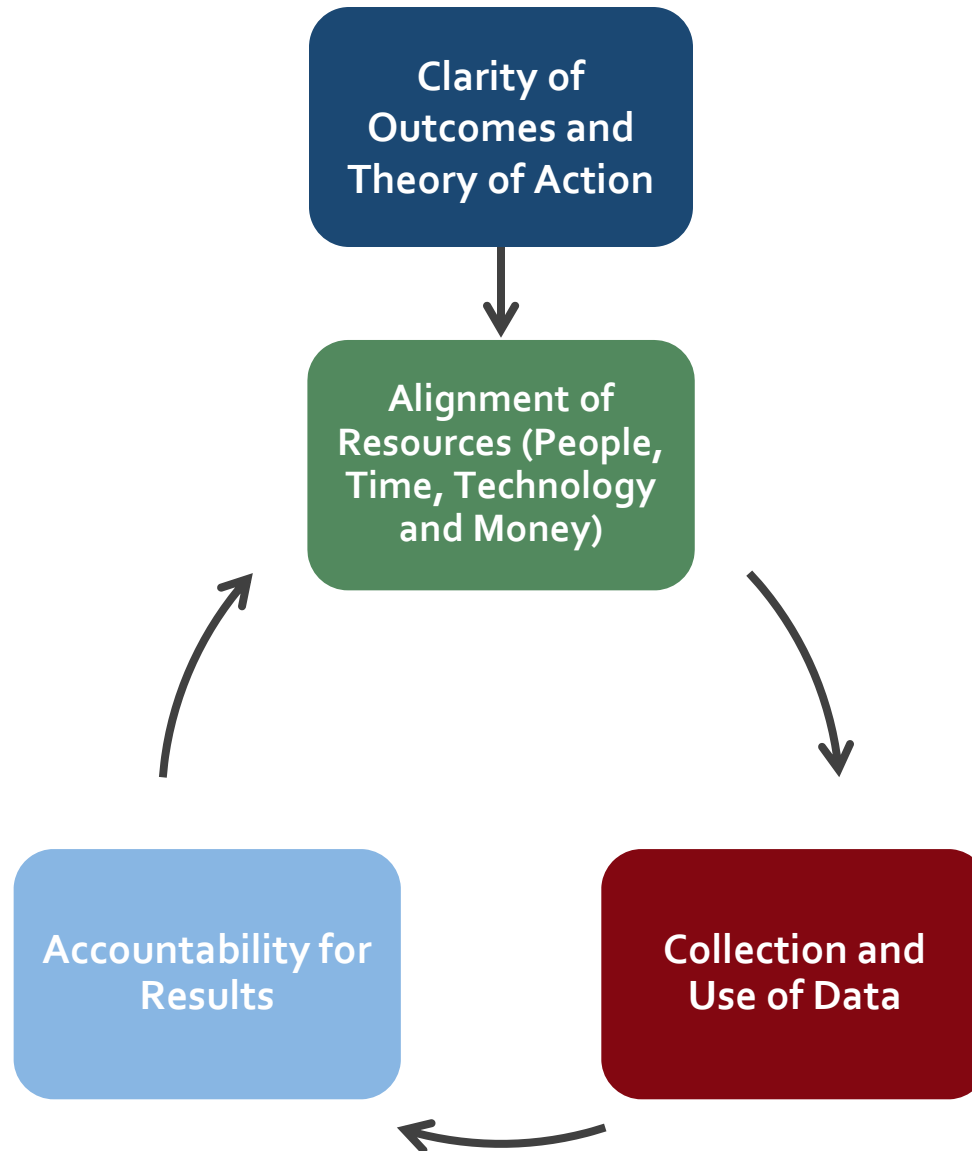 Clarity of
Outcomes and
Theory of Action
Alignment of
Resources (People,
Time, Technology
and Money)
Accountability for
Results
Collection and
Use of Data